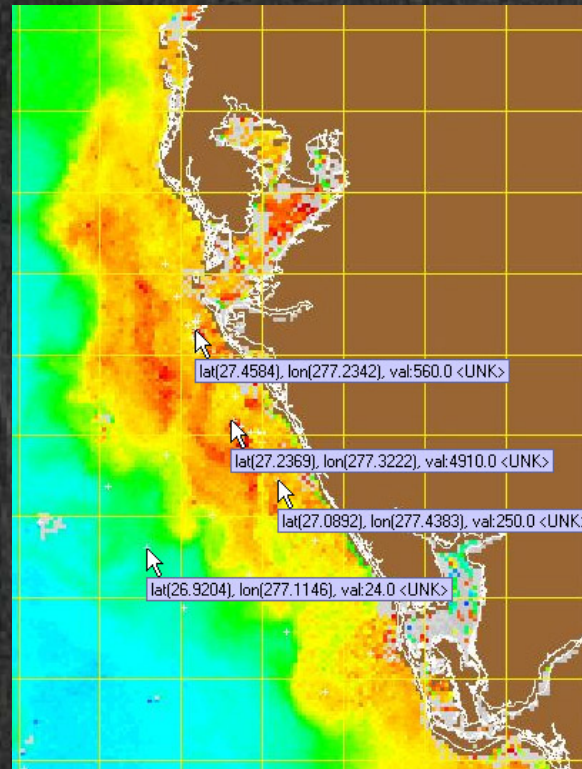 lat(27.4584), lon(277.2342), val:560.0 <UNK>
lat(27.2369), lon(277.3222), val:4910.0 <UNK>
lat(27.0892), lon(277.4383), val:250.0 <UNK>
lat(26.9204), lon(277.1146), val:24.0 <UNK>